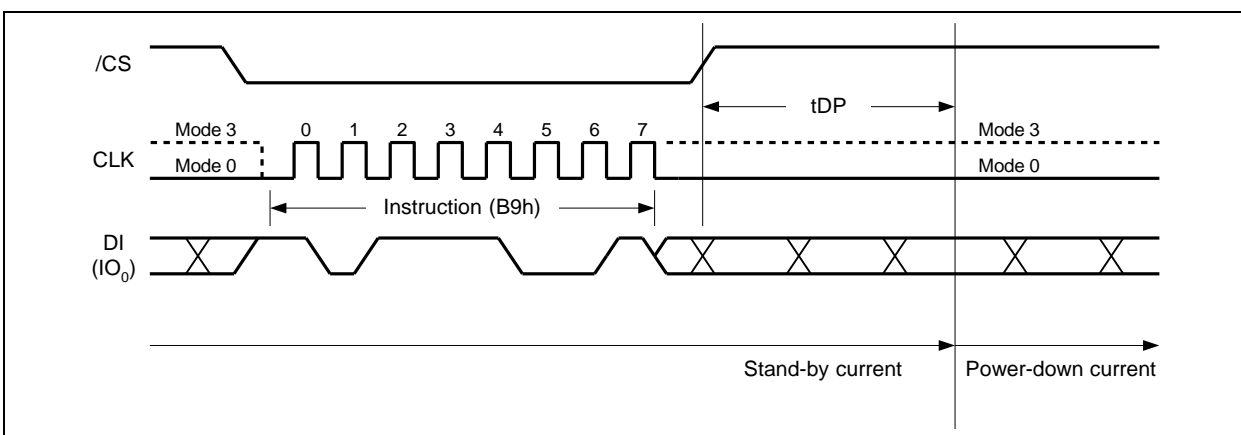 /CS
tDP
Mode 3 0 1 2 3 4 5 6 7 Mode 3
CLK
Mode 0 Mode 0
Instruction (B9h)
DI
(IO₀)
Stand-by current Power-down current